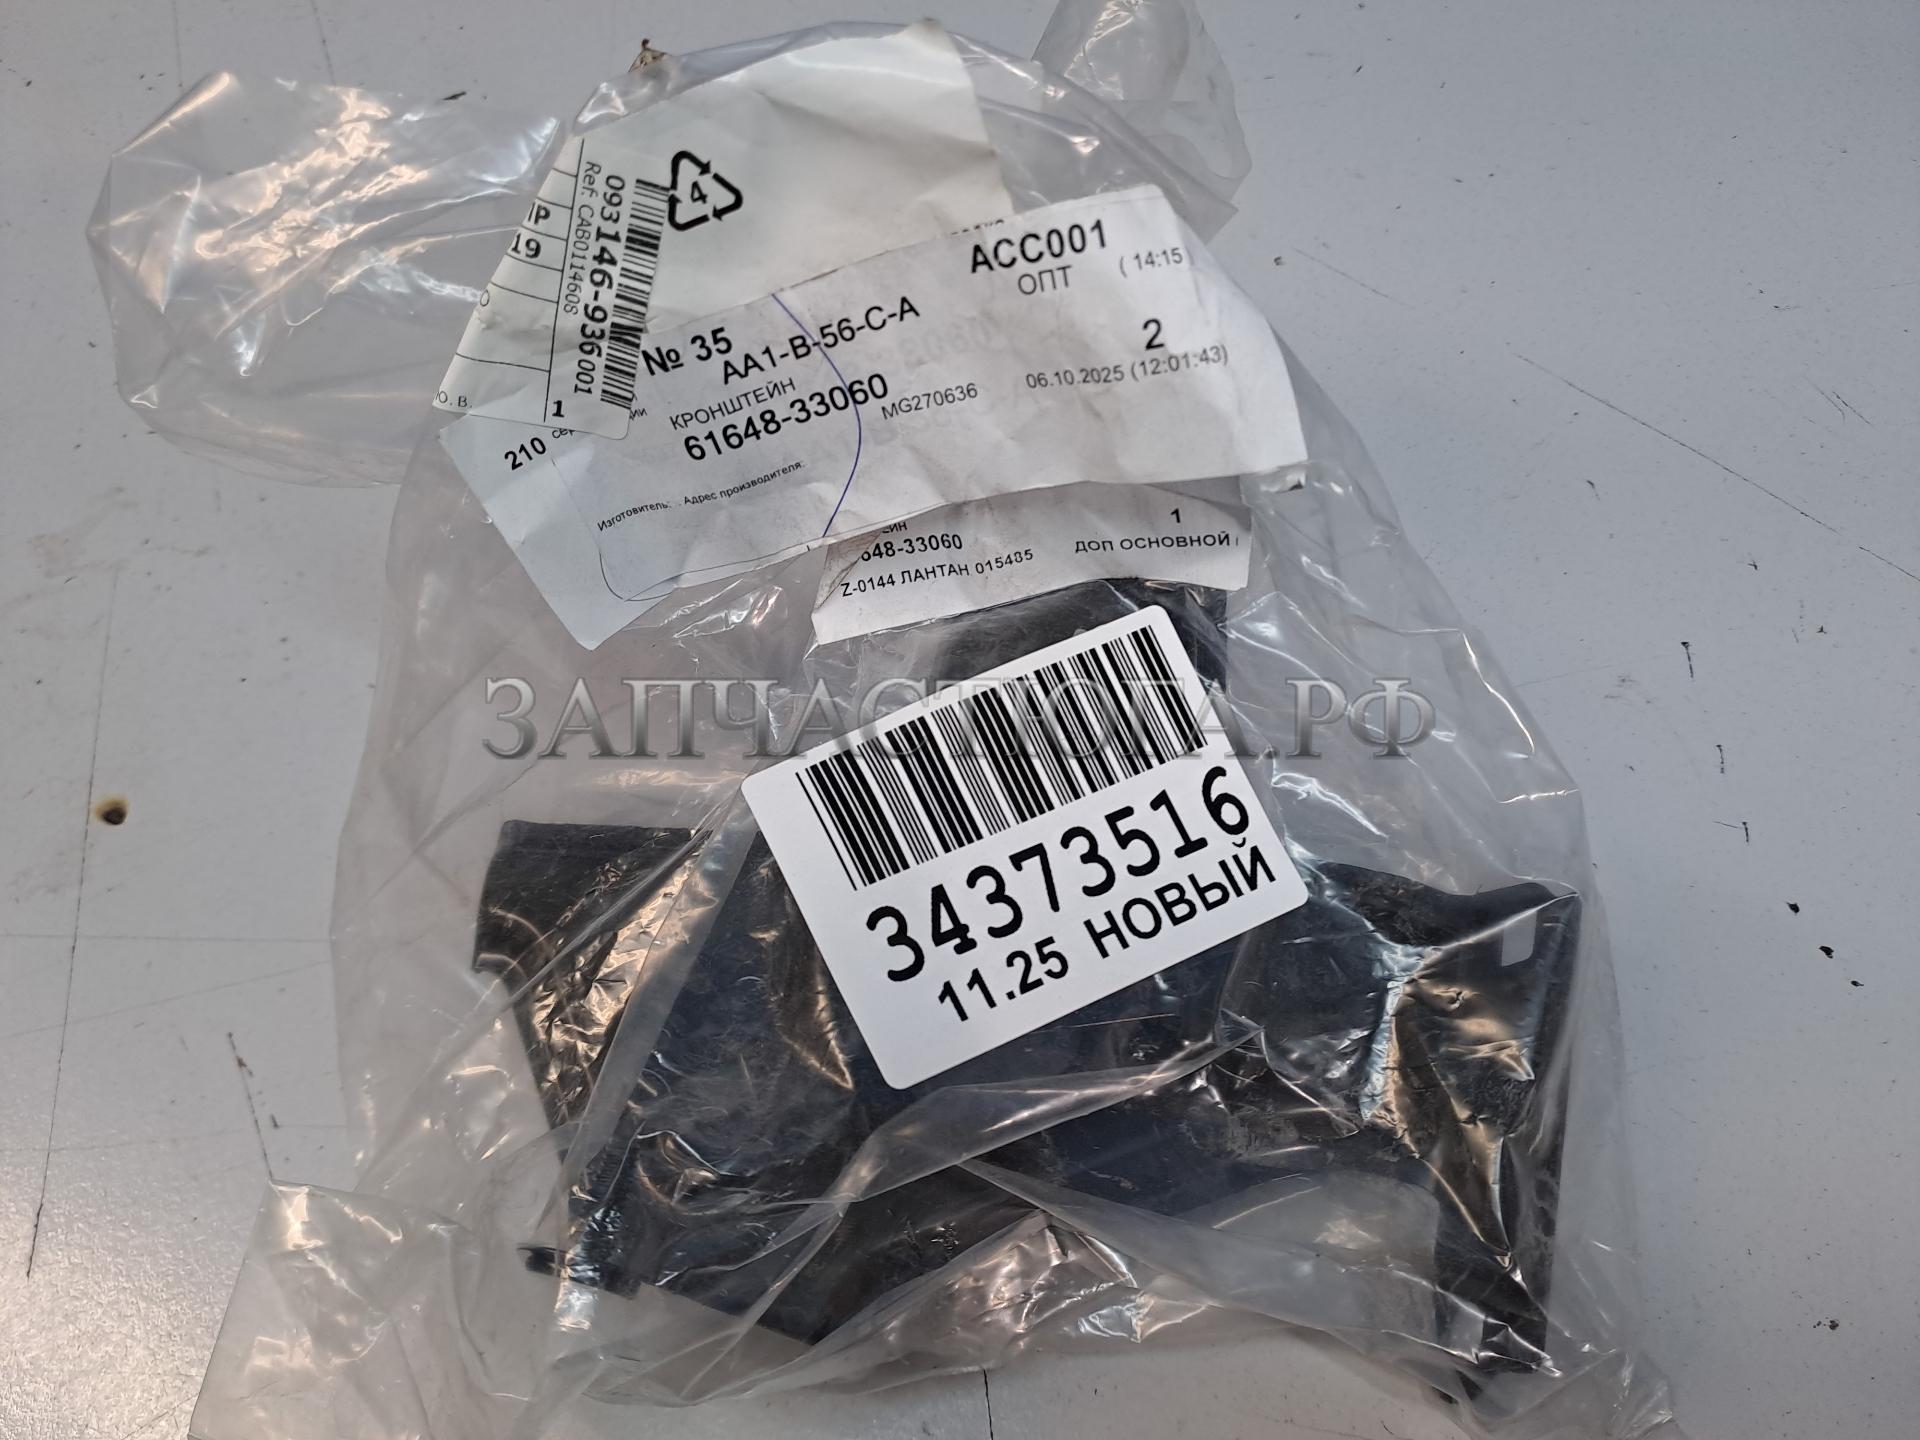 4
093146-936001
Ref. CAB0114608
1
19
О. В.
ACC001
ОПТ
( 14:15 )
№ 35
AA1-B-56-C-A
2
КРОНШТЕЙН
61648-33060
MG270636
06.10.2025 (12:01:43)
210
Изготовитель: . Адрес производителя:
648-33060
1
Z-0144 ЛАНТАН 015485
ДОП ОСНОВНОЙ
ЗАПЧАСТЮГА.РФ
34373516
11.25 НОВЫЙ